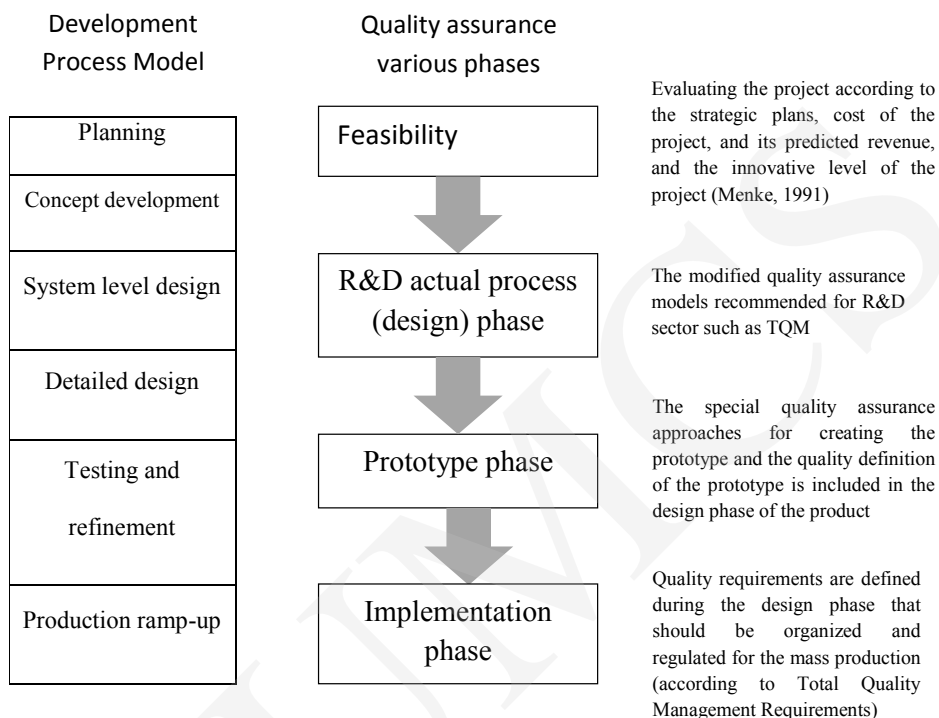 Development
Process Model
Planning
Concept development
System level design
Detailed design
Testing and
refinement
Production ramp-up
Quality assurance
various phases
Feasibility
R&D actual process
(design) phase
Prototype phase
Implementation
phase
Evaluating the project according to
the strategic plans, cost of the
project, and its predicted revenue,
and the innovative level of the
project (Menke, 1991)
The modified quality assurance
models recommended for R&D
sector such as TQM
The special quality assurance
approaches for creating the
prototype and the quality definition
of the prototype is included in the
design phase of the product
Quality requirements are defined
during the design phase that
should be organized and
regulated for the mass production
(according to Total Quality
Management Requirements)
UMCS